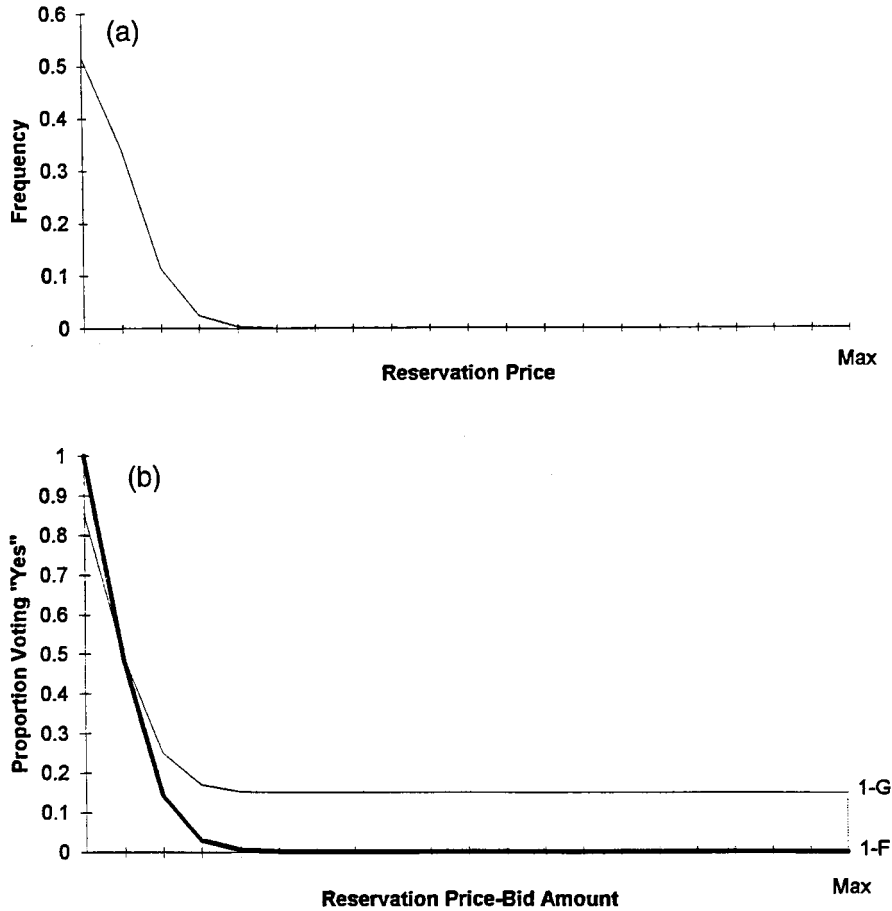 (a)
Frequency
0.6
0.5
0.4
0.3
0.2
0.1
0
Max
Reservation Price
(b)
Proportion Voting "Yes"
1
0.9
0.8
0.7
0.6
0.5
0.4
0.3
0.2
0.1
0
1-G
1-F
Max
Reservation Price-Bid Amount